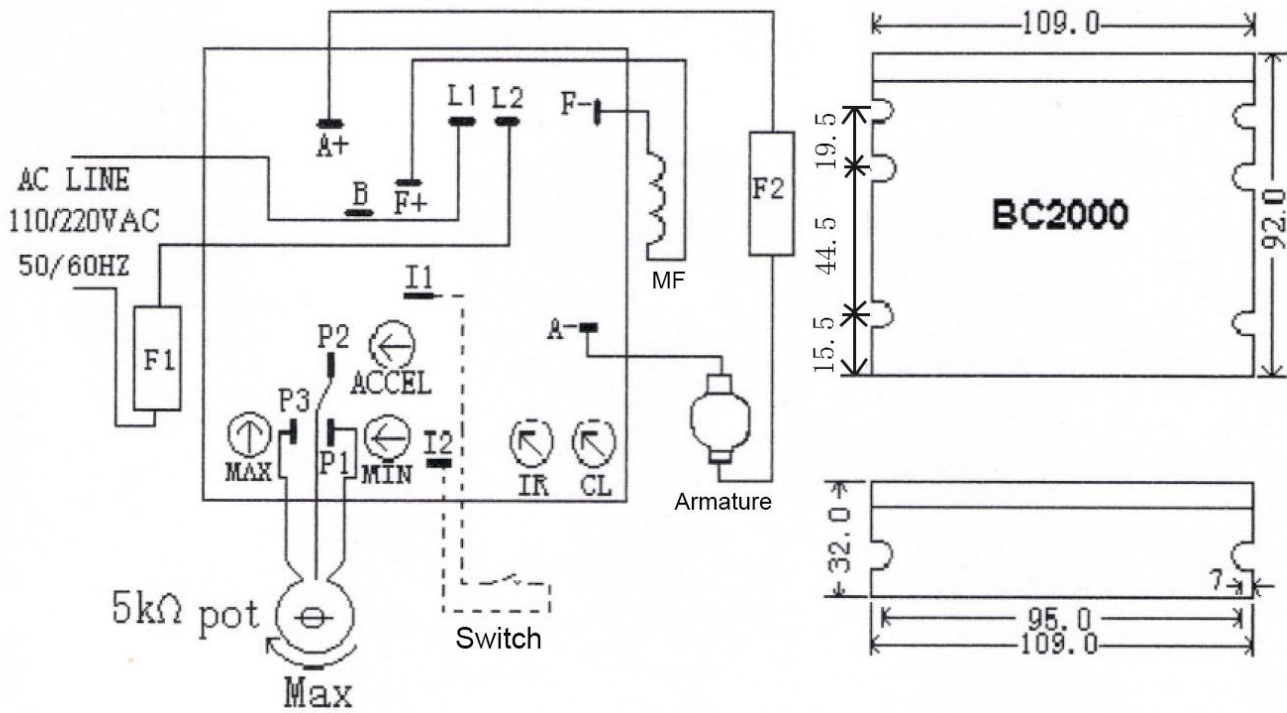 A+
L1
L2
F-
B
F+
AC LINE
110/220VAC
50/60HZ
F1
F2
MF
I1
A-
P2
ACCEL
P3
P1
MAX
MIN
I2
IR
CL
Armature
5kΩ pot
Max
Switch
109.0
19.5
44.5
15.5
92.0
BC2000
32.0
7
95.0
109.0